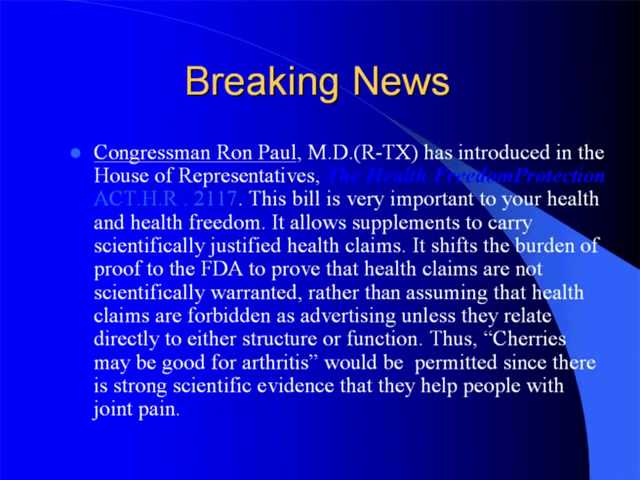 Breaking News
Congressman Ron Paul, M.D.(R-TX) has introduced in the
House of Representatives, The Health FreedomProtection
ACT.H.R . 2117. This bill is very important to your health
and health freedom. It allows supplements to carry
scientifically justified health claims. It shifts the burden of
proof to the FDA to prove that health claims are not
scientifically warranted, rather than assuming that health
claims are forbidden as advertising unless they relate
directly to either structure or function. Thus, “Cherries
may be good for arthritis” would be  permitted since there
is strong scientific evidence that they help people with
joint pain.